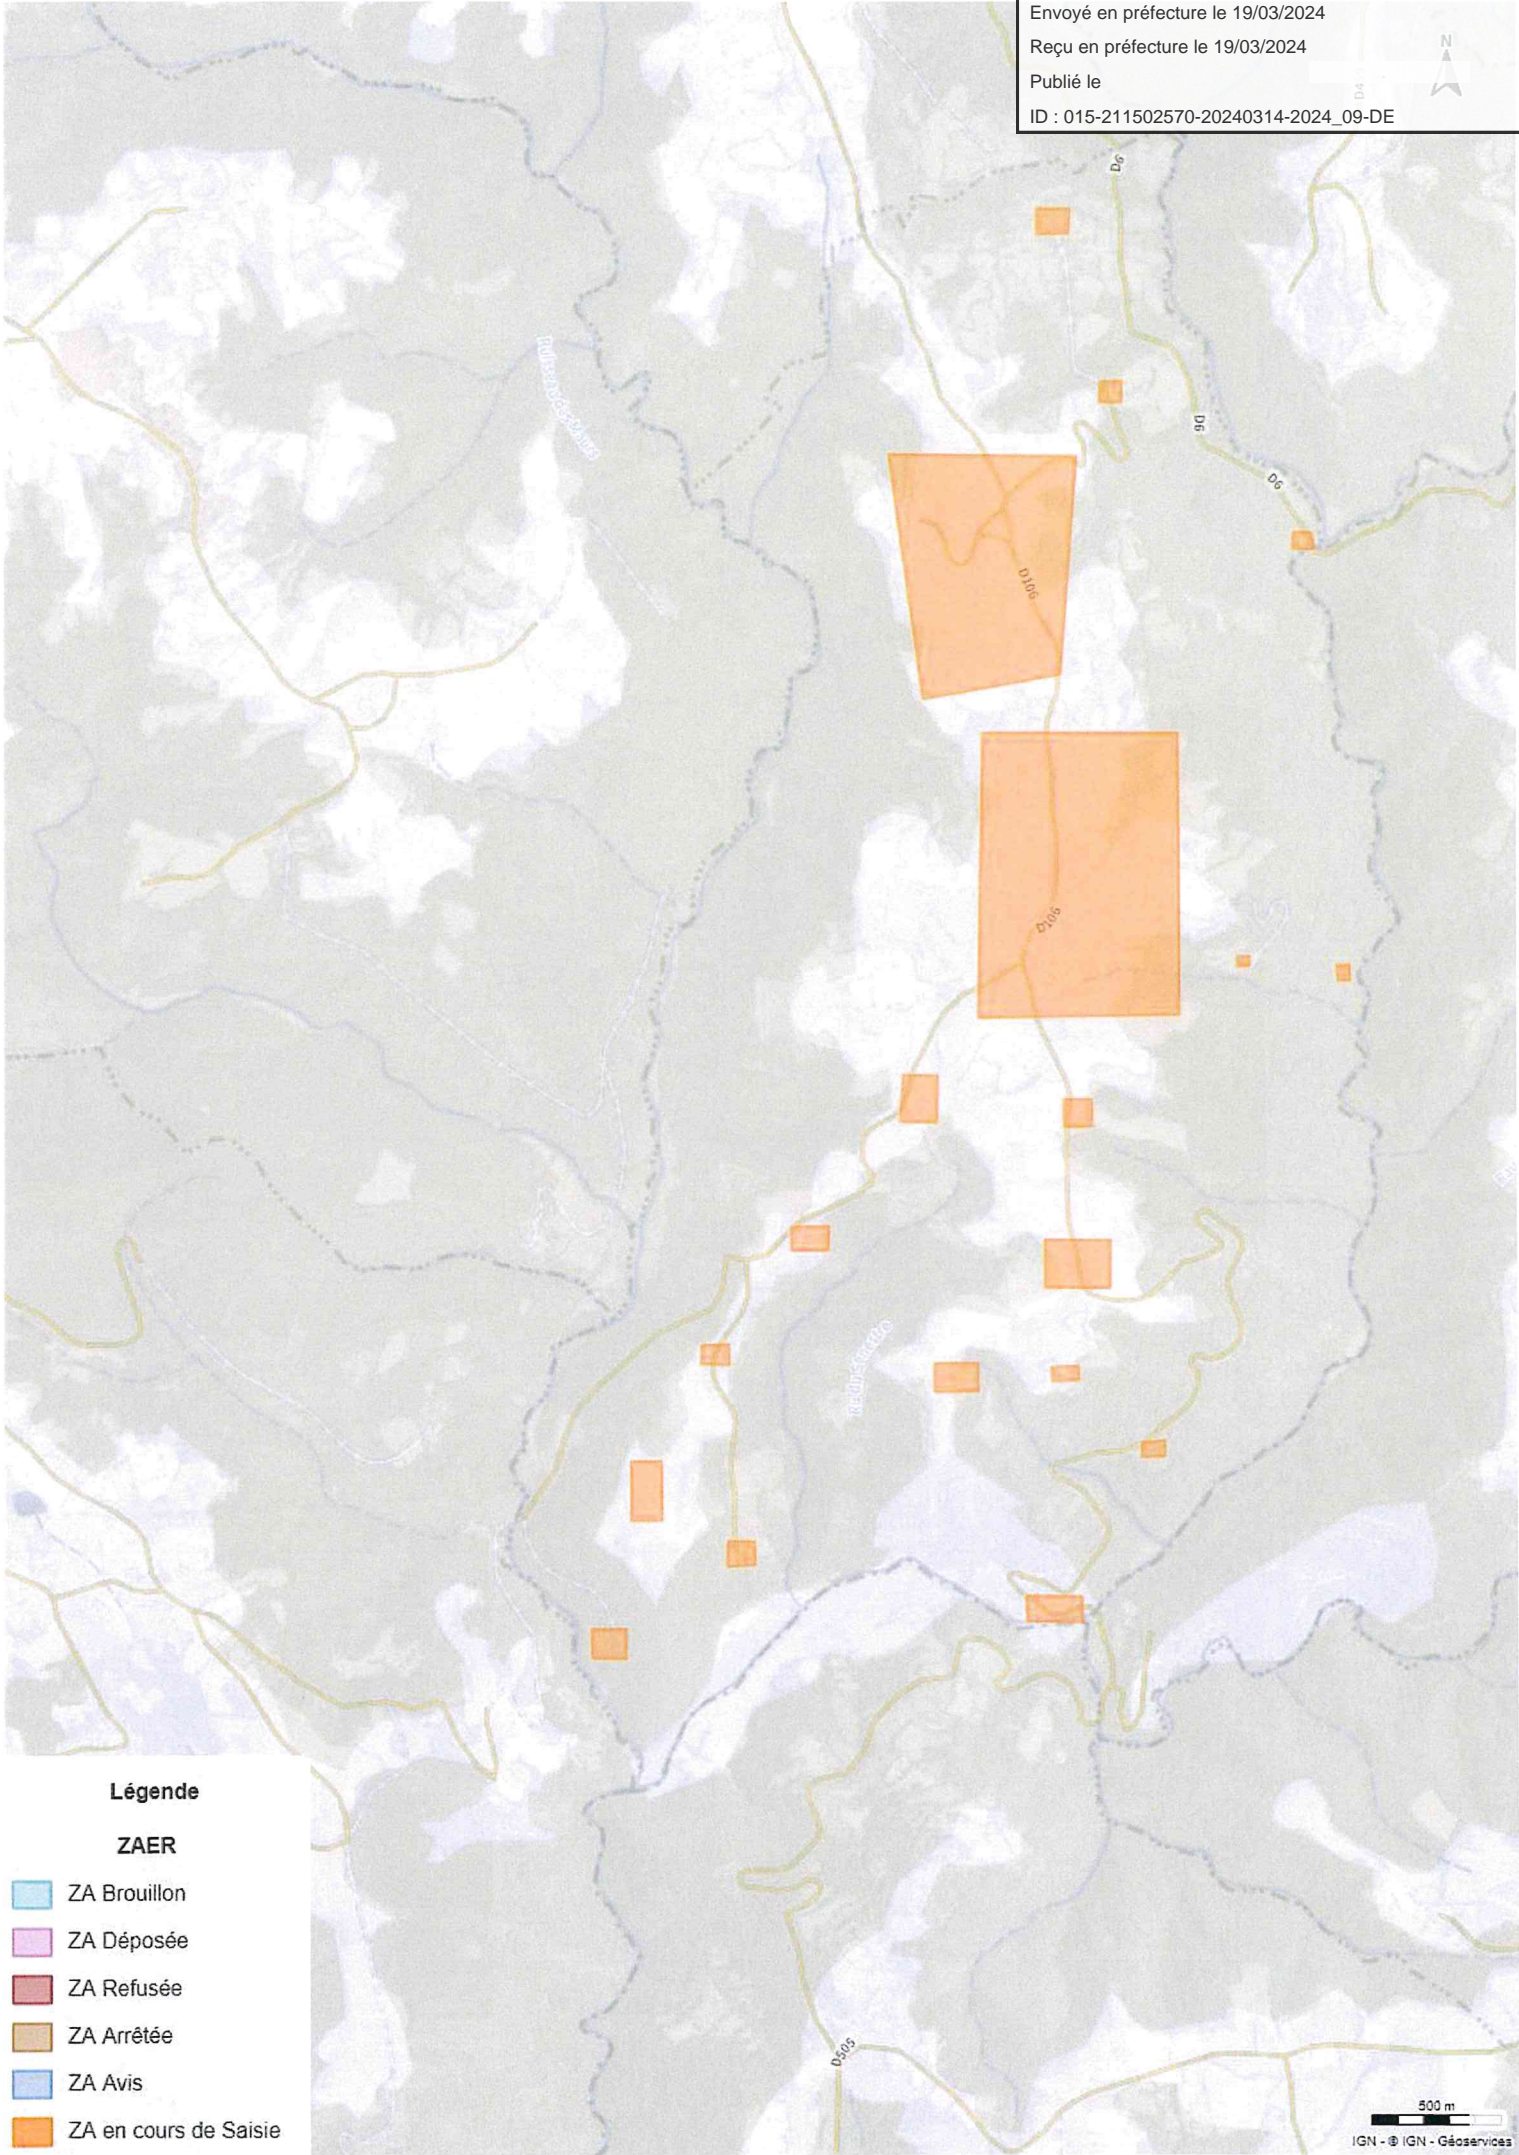 Envoyé en préfecture le 19/03/2024
Reçu en préfecture le 19/03/2024
Publié le
ID : 015-211502570-20240314-2024_09-DE
N
D4
D6
D6
D6
D106
D106
D505
Légende
ZAER
ZA Brouillon
ZA Déposée
ZA Refusée
ZA Arrêtée
ZA Avis
ZA en cours de Saisie
500 m
IGN - © IGN - Géoservices